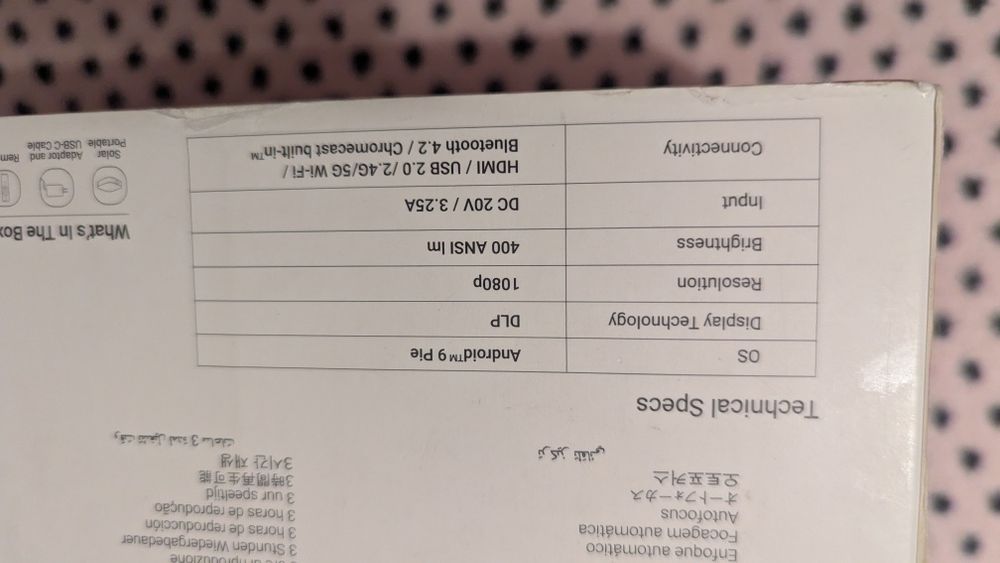 Enfoque automático
Focagem automática
Autofocus
オートフォーカス
오토포커스
تركيز تلقائي
3 Stunden Wiedergabedauer
3 horas de reproducción
3 horas de reprodução
3 uur speeltijd
3時間再生可能
3시간 재생
Technical Specs
OS Android™ 9 Pie
Display Technology DLP
Resolution 1080p
Brightness 400 ANSI lm
Input DC 20V / 3.25A
Connectivity HDMI / USB 2.0 /2.4G/5G Wi-Fi /
Bluetooth 4.2 / Chromecast built-in™
What's In The Box
Solar
Portable
Adaptor and
USB-C Cable